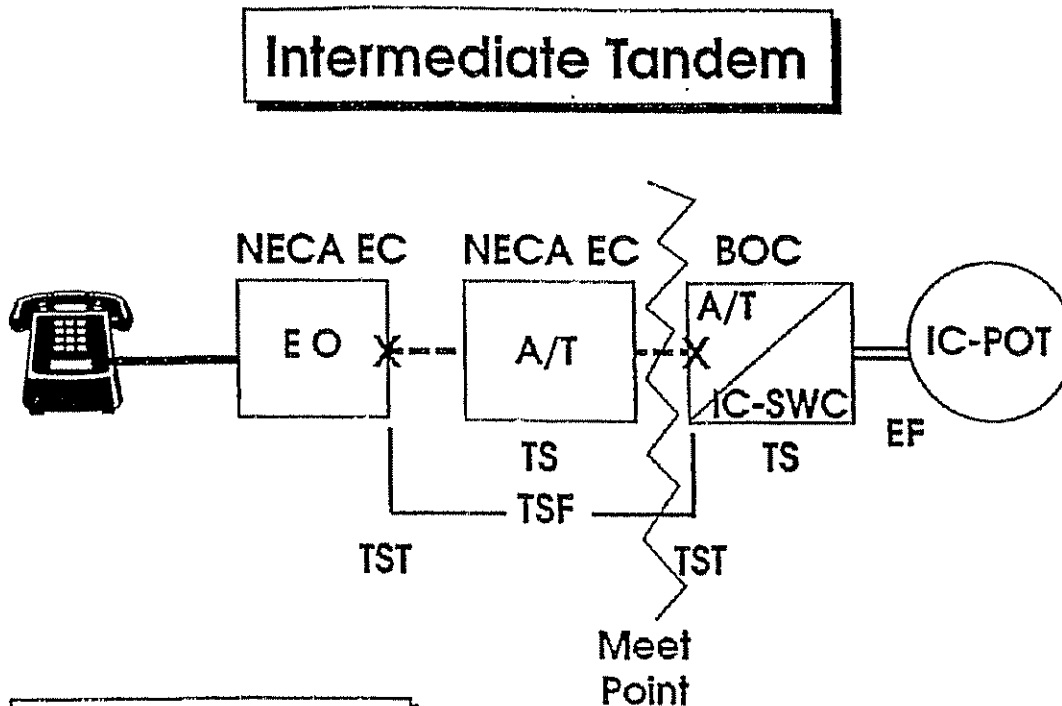 Intermediate Tandem
NECA EC NECA EC BOC
E O
A/T
A/T
IC-SWC
IC-POT
EF
TS TS
TSF
TST TST
Meet
Point